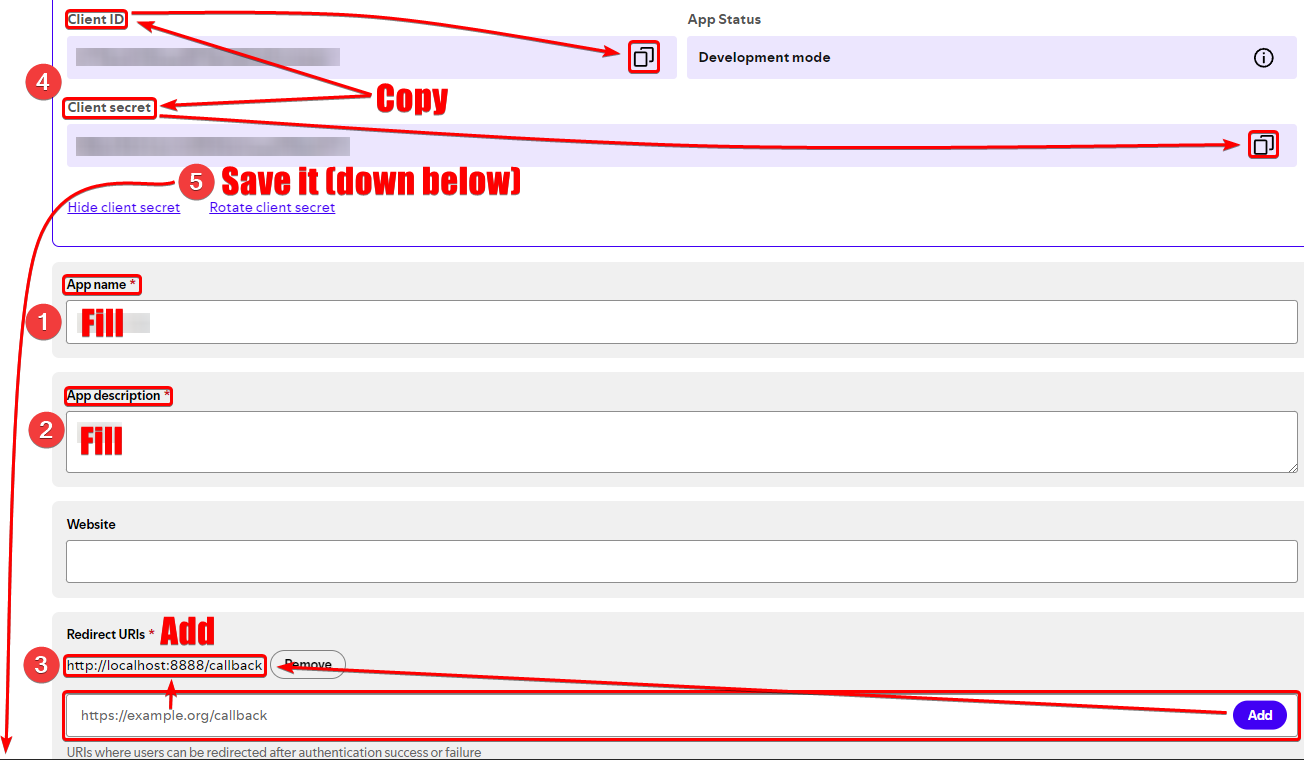 Client ID
App Status
Development mode
4
Copy
Client secret
5 Save it (down below)
Hide client secret Rotate client secret
App name *
1 Fill
App description *
2 Fill
Website
Redirect URIs * Add
3 http://localhost:8888/callback Remove
https://example.org/callback Add
URIs where users can be redirected after authentication success or failure